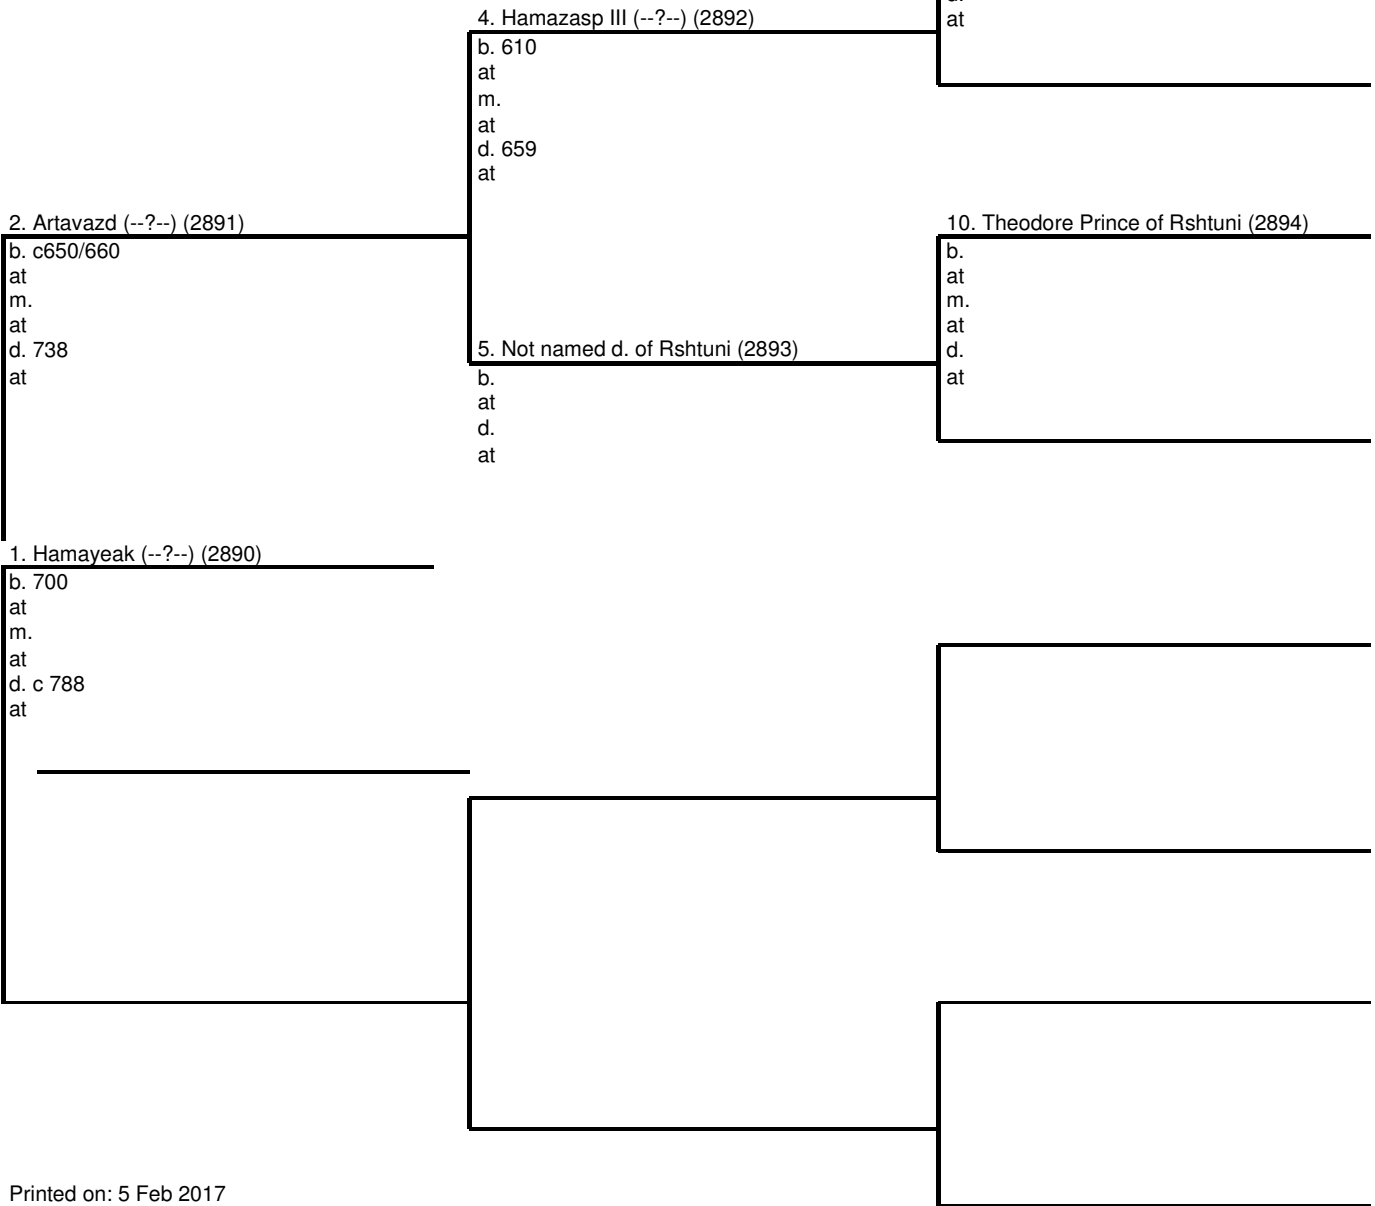 at
4. Hamazasp III (--?--) (2892)
b. 610
at
m.
at
d. 659
at
2. Artavazd (--?--) (2891)
b. c650/660
at
m.
at
d. 738
at
10. Theodore Prince of Rshtuni (2894)
b.
at
m.
at
d.
at
5. Not named d. of Rshtuni (2893)
b.
at
d.
at
1. Hamayeak (--?--) (2890)
b. 700
at
m.
at
d. c 788
at
Printed on: 5 Feb 2017